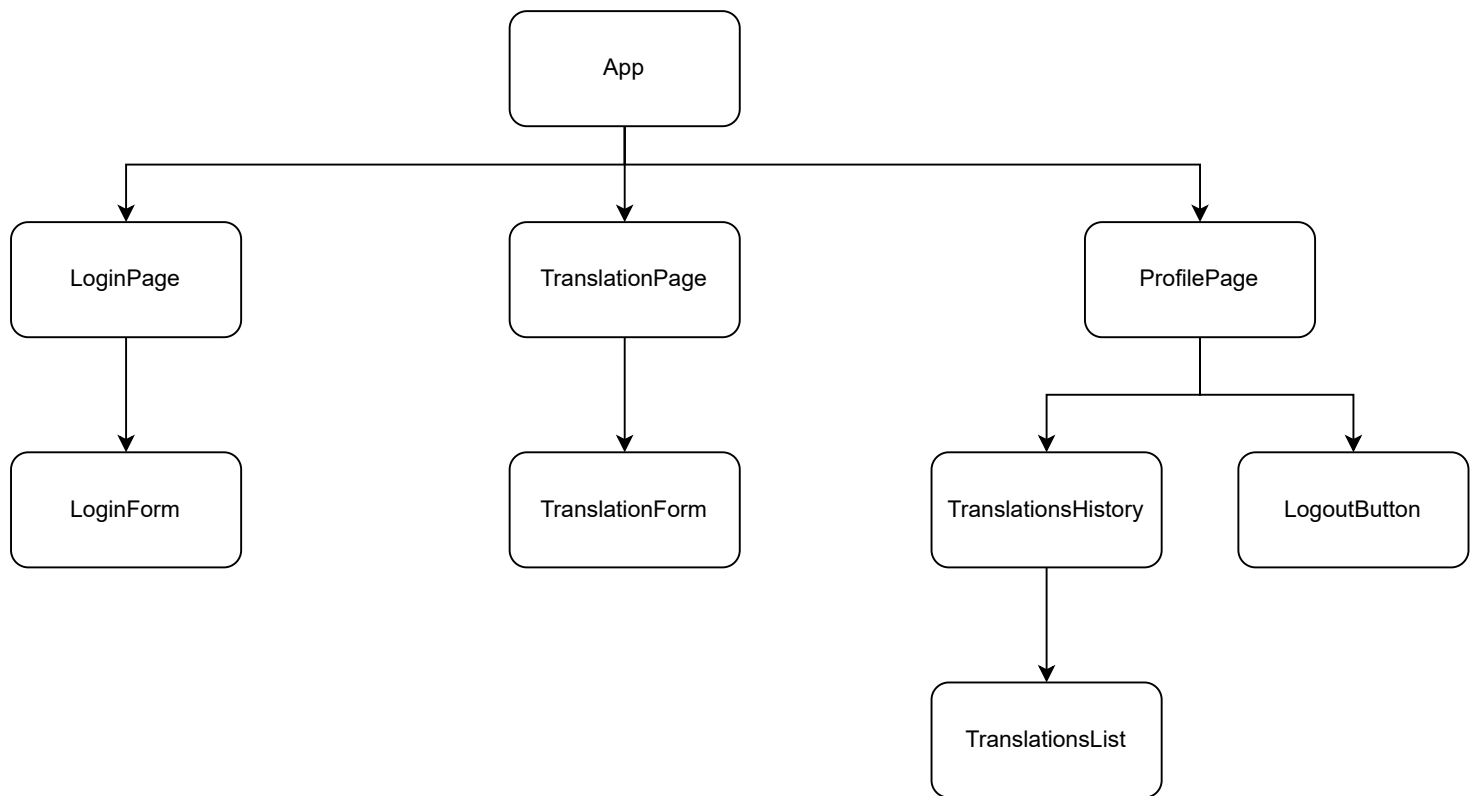 App
LoginPage
TranslationPage
ProfilePage
LoginForm
TranslationForm
TranslationsHistory
LogoutButton
TranslationsList